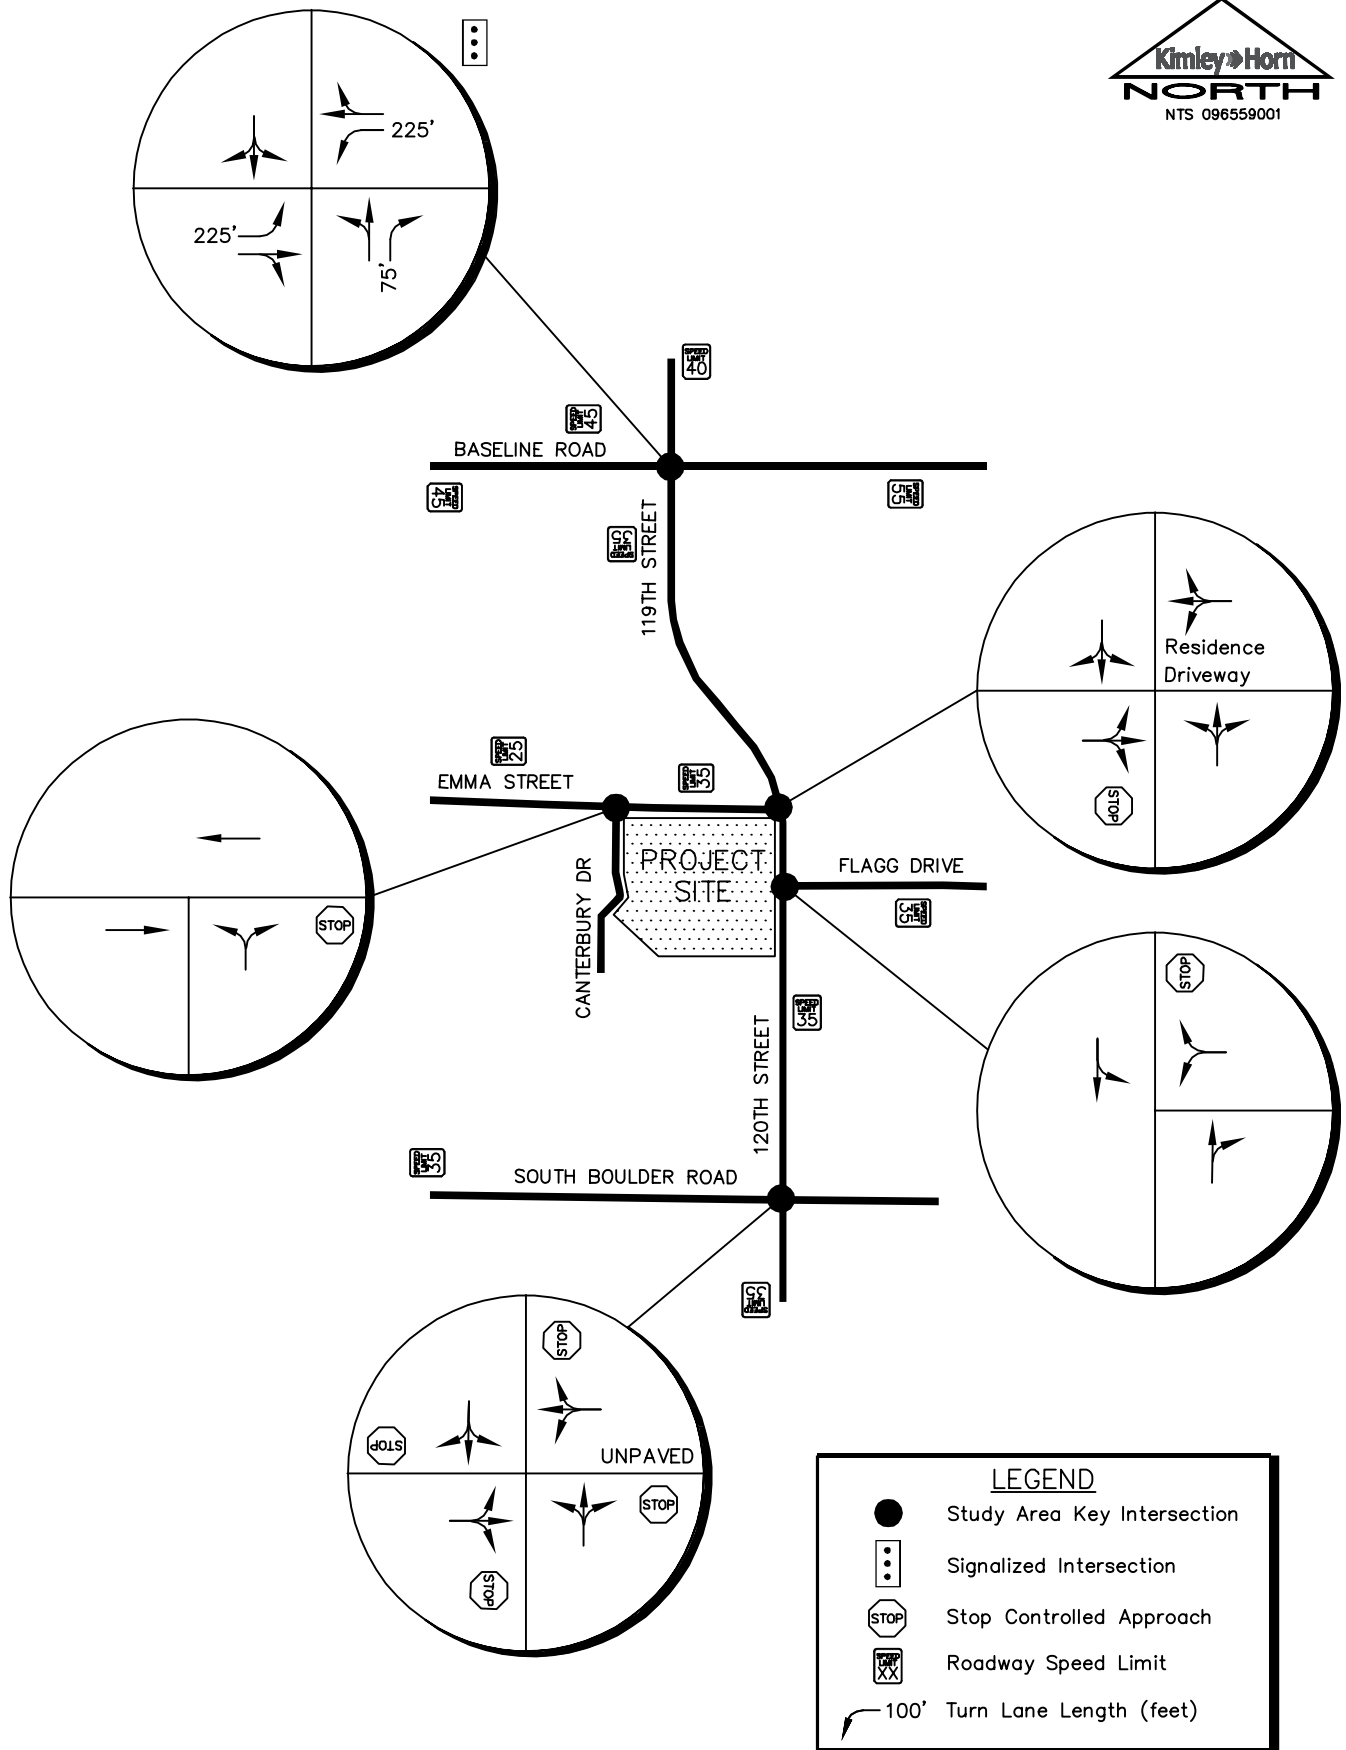 Kimley»Horn
NORTH
NTS 096559001
225'
225'
75'
SPEED
LIMIT
40
SPEED
LIMIT
45
BASELINE ROAD
SPEED
LIMIT
45
SPEED
LIMIT
55
SPEED
LIMIT
35
119TH STREET
Residence
Driveway
STOP
SPEED
LIMIT
25
EMMA STREET
SPEED
LIMIT
35
STOP
PROJECT
SITE
CANTERBURY DR
FLAGG DRIVE
SPEED
LIMIT
35
STOP
SPEED
LIMIT
35
120TH STREET
SPEED
LIMIT
35
SOUTH BOULDER ROAD
SPEED
LIMIT
35
STOP
STOP
UNPAVED
STOP
STOP
LEGEND
Study Area Key Intersection
Signalized Intersection
STOP Stop Controlled Approach
SPEED
LIMIT
XX
Roadway Speed Limit
100' Turn Lane Length (feet)